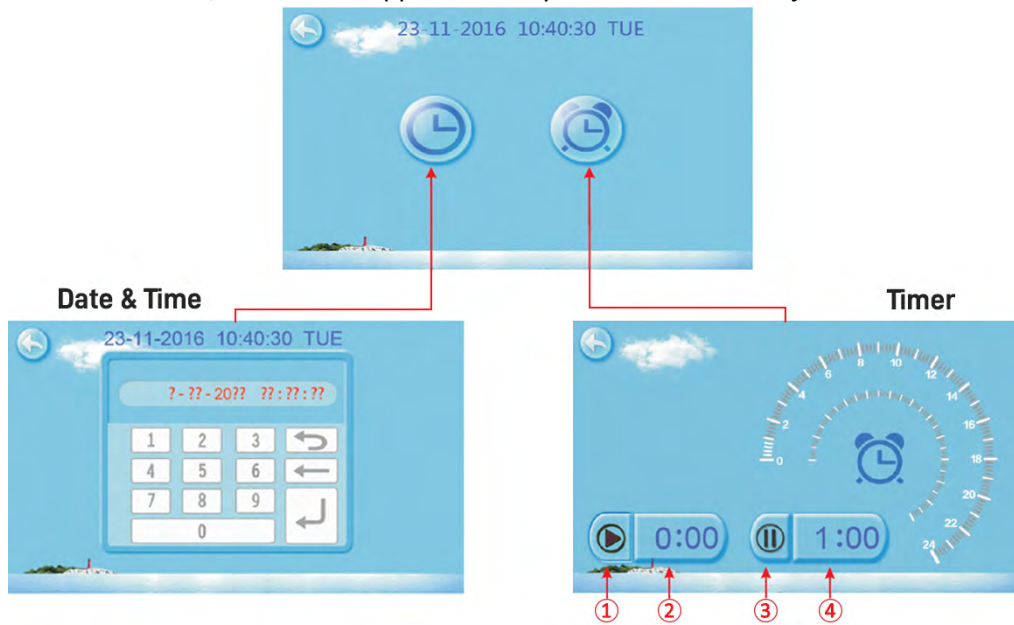 23-11-2016 10:40:30 TUE
Date & Time
Timer
23-11-2016 10:40:30 TUE
?-??-20?? ??:??:??
1 2 3
4 5 6
7 8 9
0
0 2 4 6 8 10 12 14 16 18 20 22 24
0:00 1:00
① ② ③ ④